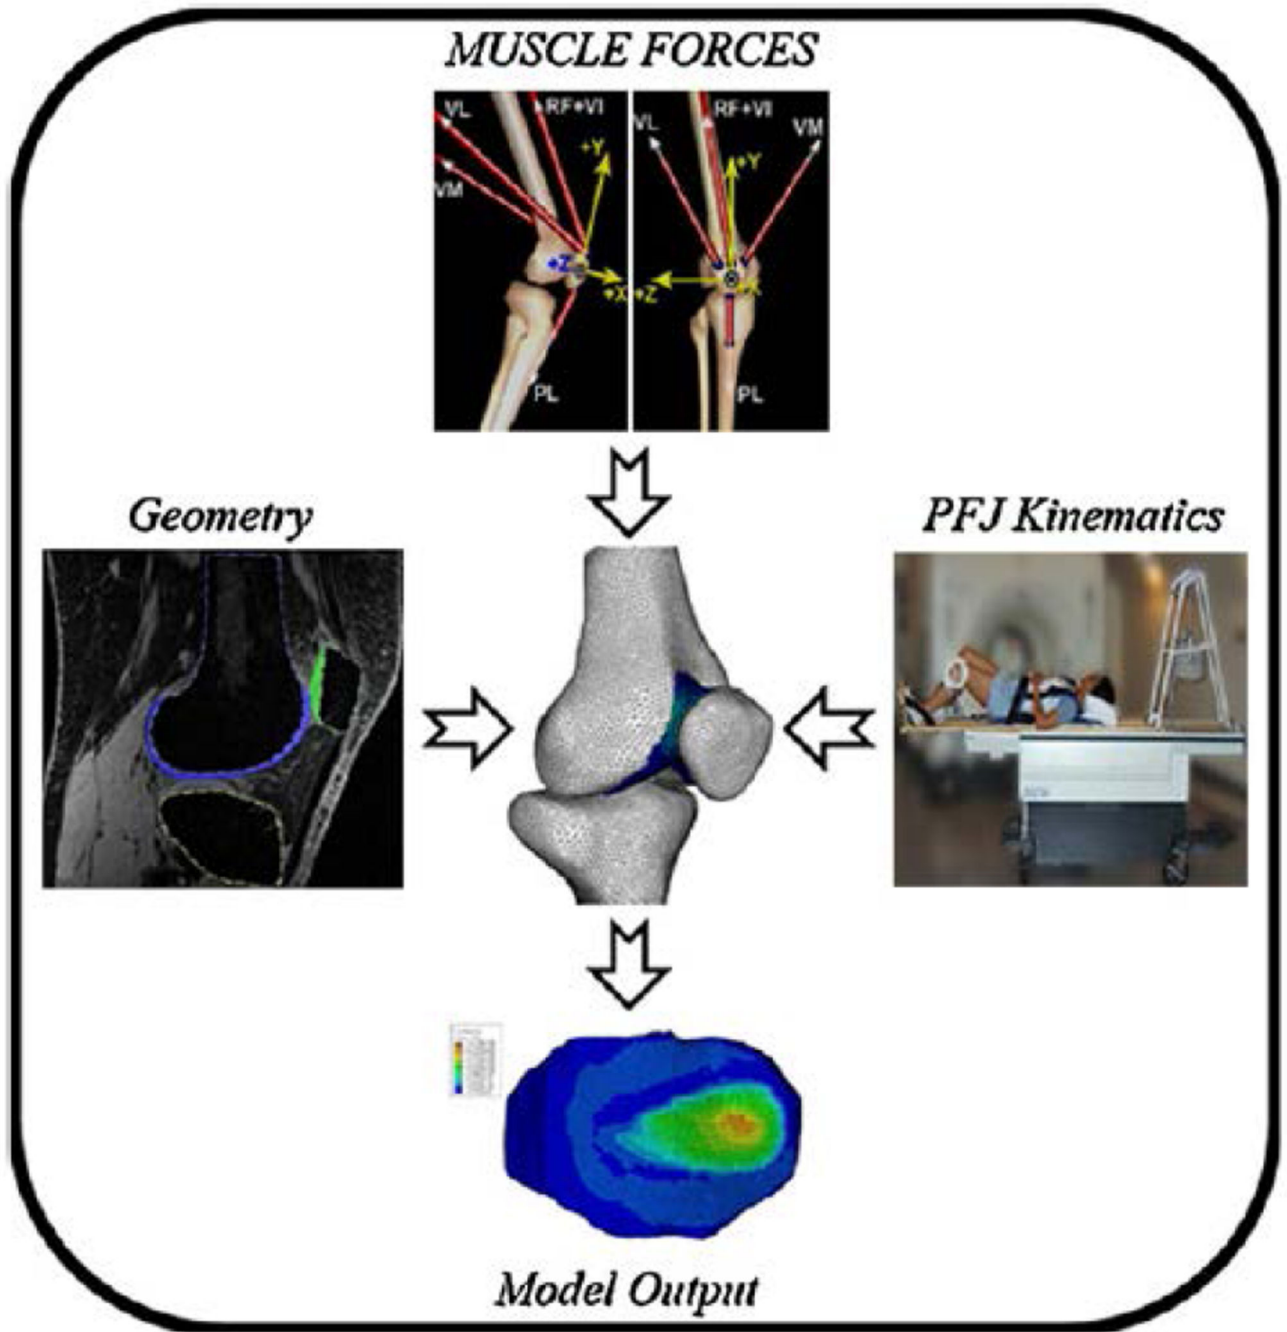 MUSCLE FORCES
VL
RF+VI
+Y
VM
+Z
+X
PL
VL
RF+VI
VM
+Y
+Z
+X
PL
Geometry
PFJ Kinematics
Model Output